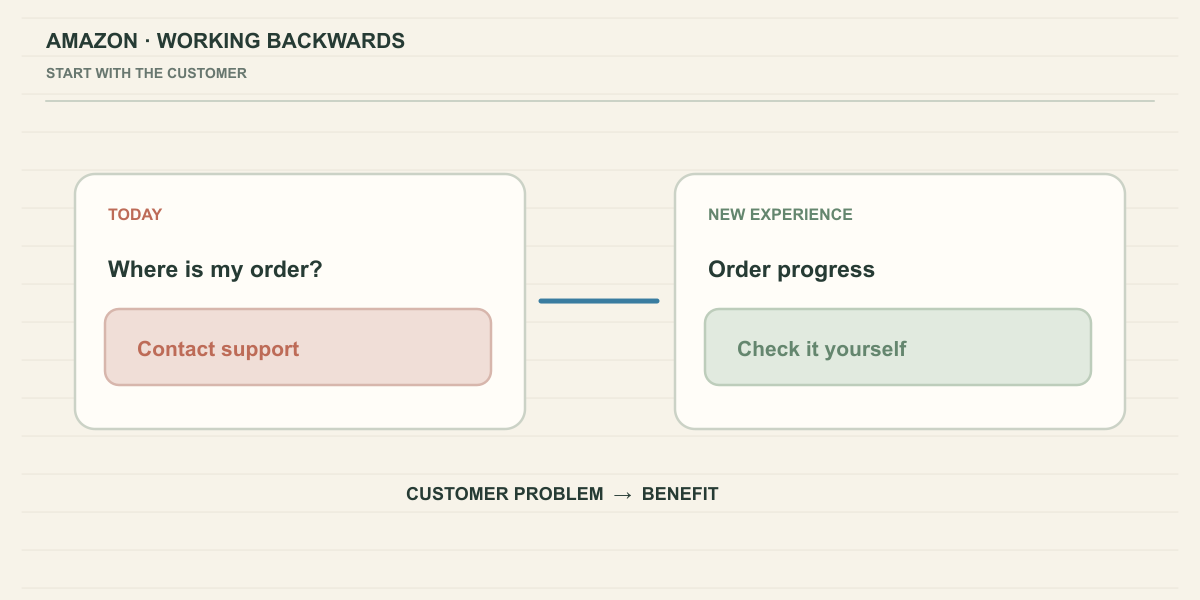 AMAZON · WORKING BACKWARDS
START WITH THE CUSTOMER
TODAY
Where is my order?
Contact support
NEW EXPERIENCE
Order progress
Check it yourself
CUSTOMER PROBLEM → BENEFIT